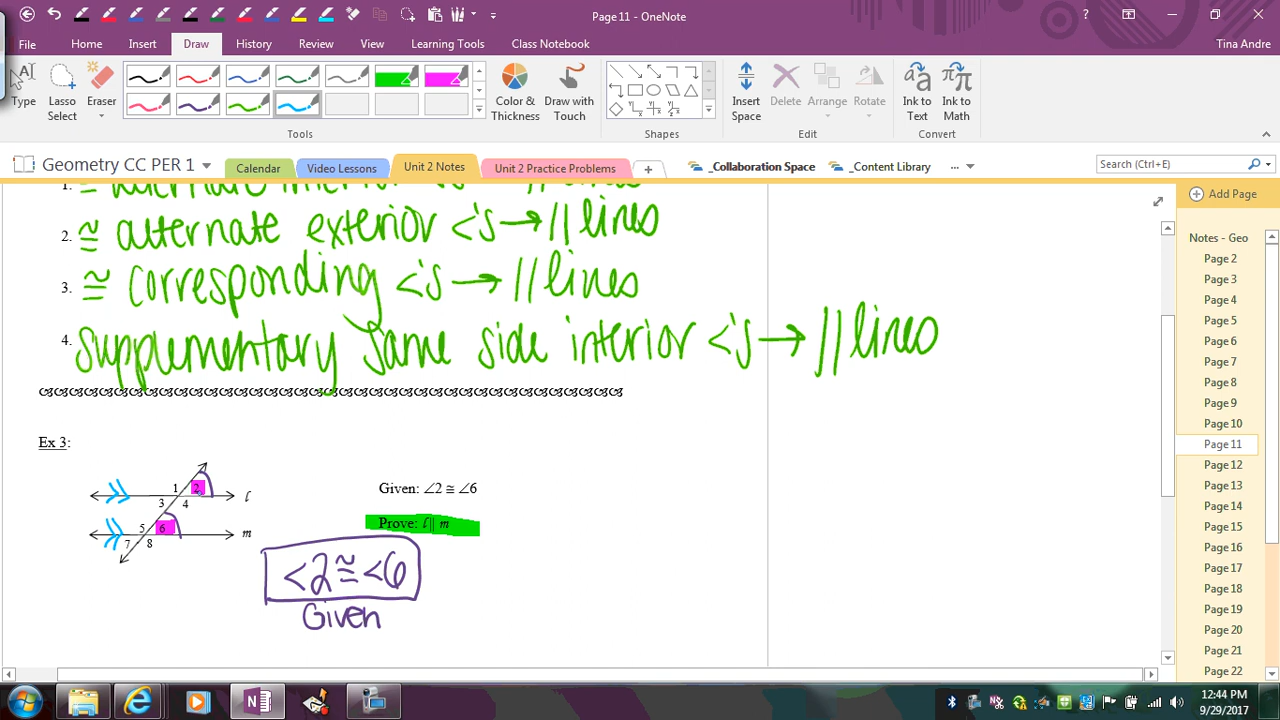 Page 11 - OneNote
File Home Insert Draw History Review View Learning Tools Class Notebook
Tina Andre
Type Lasso Select Eraser Color & Thickness Draw with Touch Insert Space Delete Arrange Rotate Ink to Text Ink to Math
Tools Shapes Edit Convert
Geometry CC PER 1 Calendar Video Lessons Unit 2 Notes Unit 2 Practice Problems _Collaboration Space _Content Library ... Search (Ctrl+E)
Add Page
1. ≅ alternate interior <'s → || lines
2. ≅ alternate exterior <'s → || lines
3. ≅ corresponding <'s → || lines
4. Supplementary same side interior <'s → || lines
Ex 3:
1 2
3 4
l
5 6
7 8
m
Given: ∠2 ≅ ∠6
Prove: l || m
<2 ≅ <6
Given
Notes - Geo
Page 2
Page 3
Page 4
Page 5
Page 6
Page 7
Page 8
Page 9
Page 10
Page 11
Page 12
Page 13
Page 14
Page 15
Page 16
Page 17
Page 18
Page 19
Page 20
Page 21
Page 22
12:44 PM
9/29/2017